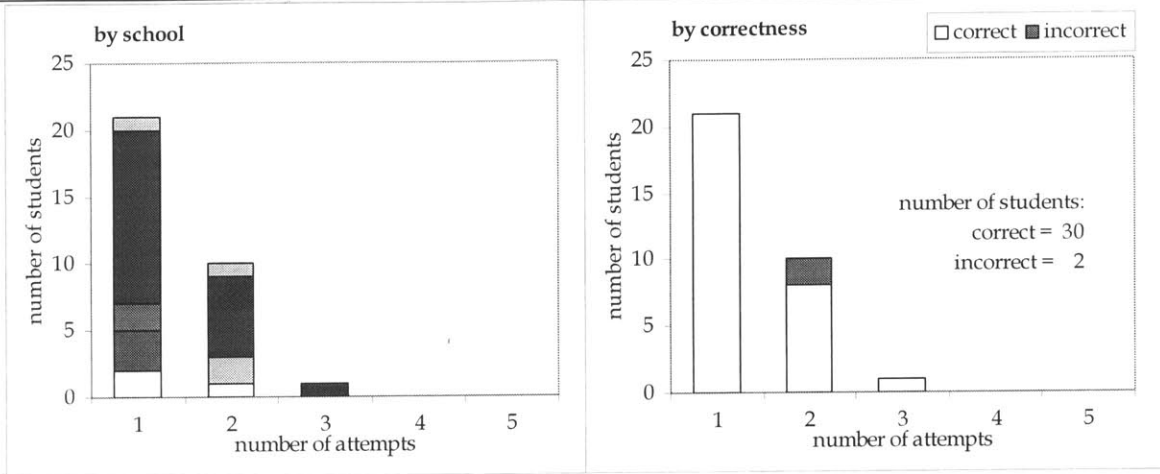 by school
25
20
15
10
5
0
number of students
1 2 3 4 5
number of attempts
by correctness
correct incorrect
25
20
15
10
5
0
number of students
number of students:
correct = 30
incorrect = 2
1 2 3 4 5
number of attempts